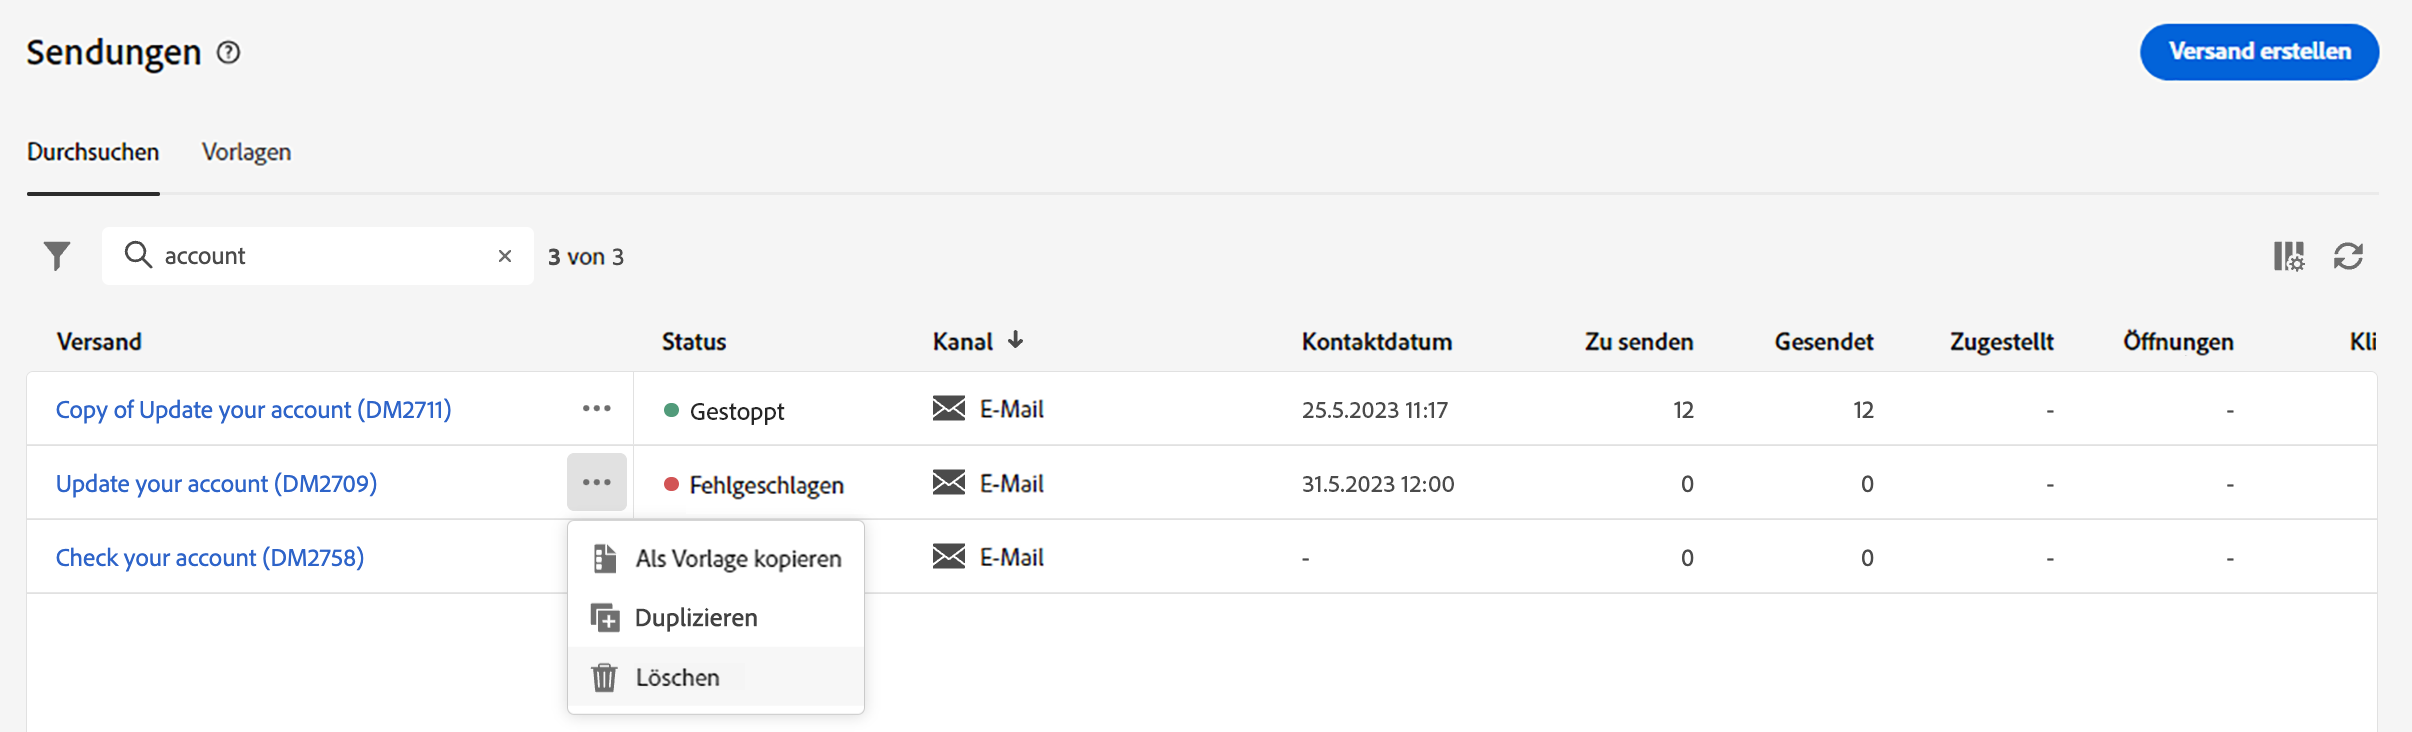 Sendungen
Versand erstellen
Durchsuchen Vorlagen
account 3 von 3
Versand Status Kanal Kontaktdatum Zu senden Gesendet Zugestellt Öffnungen Kli
Copy of Update your account (DM2711) Gestoppt E-Mail 25.5.2023 11:17 12 12 - -
Update your account (DM2709) Fehlgeschlagen E-Mail 31.5.2023 12:00 0 0 - -
Check your account (DM2758) E-Mail - 0 0 - -
Als Vorlage kopieren
Duplizieren
Löschen